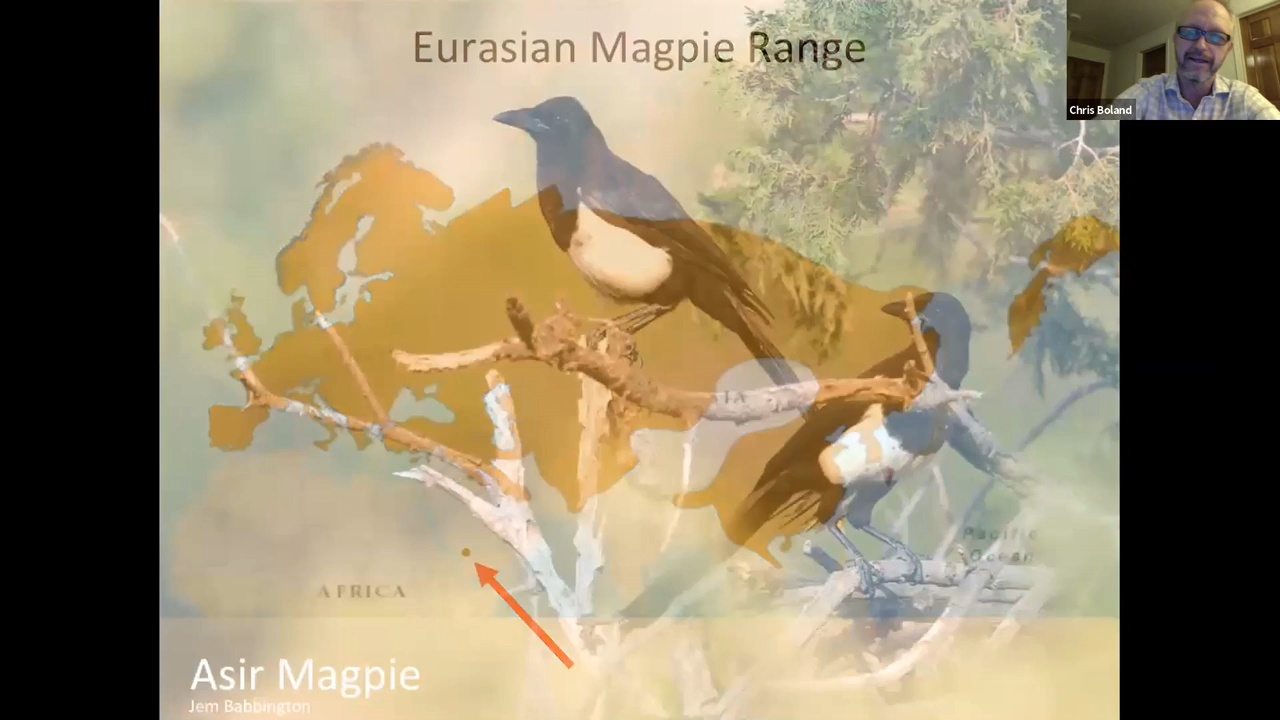 Eurasian Magpie Range
Chris Boland
Pacific
Ocean
AFRICA
Asir Magpie
Jem Babbington